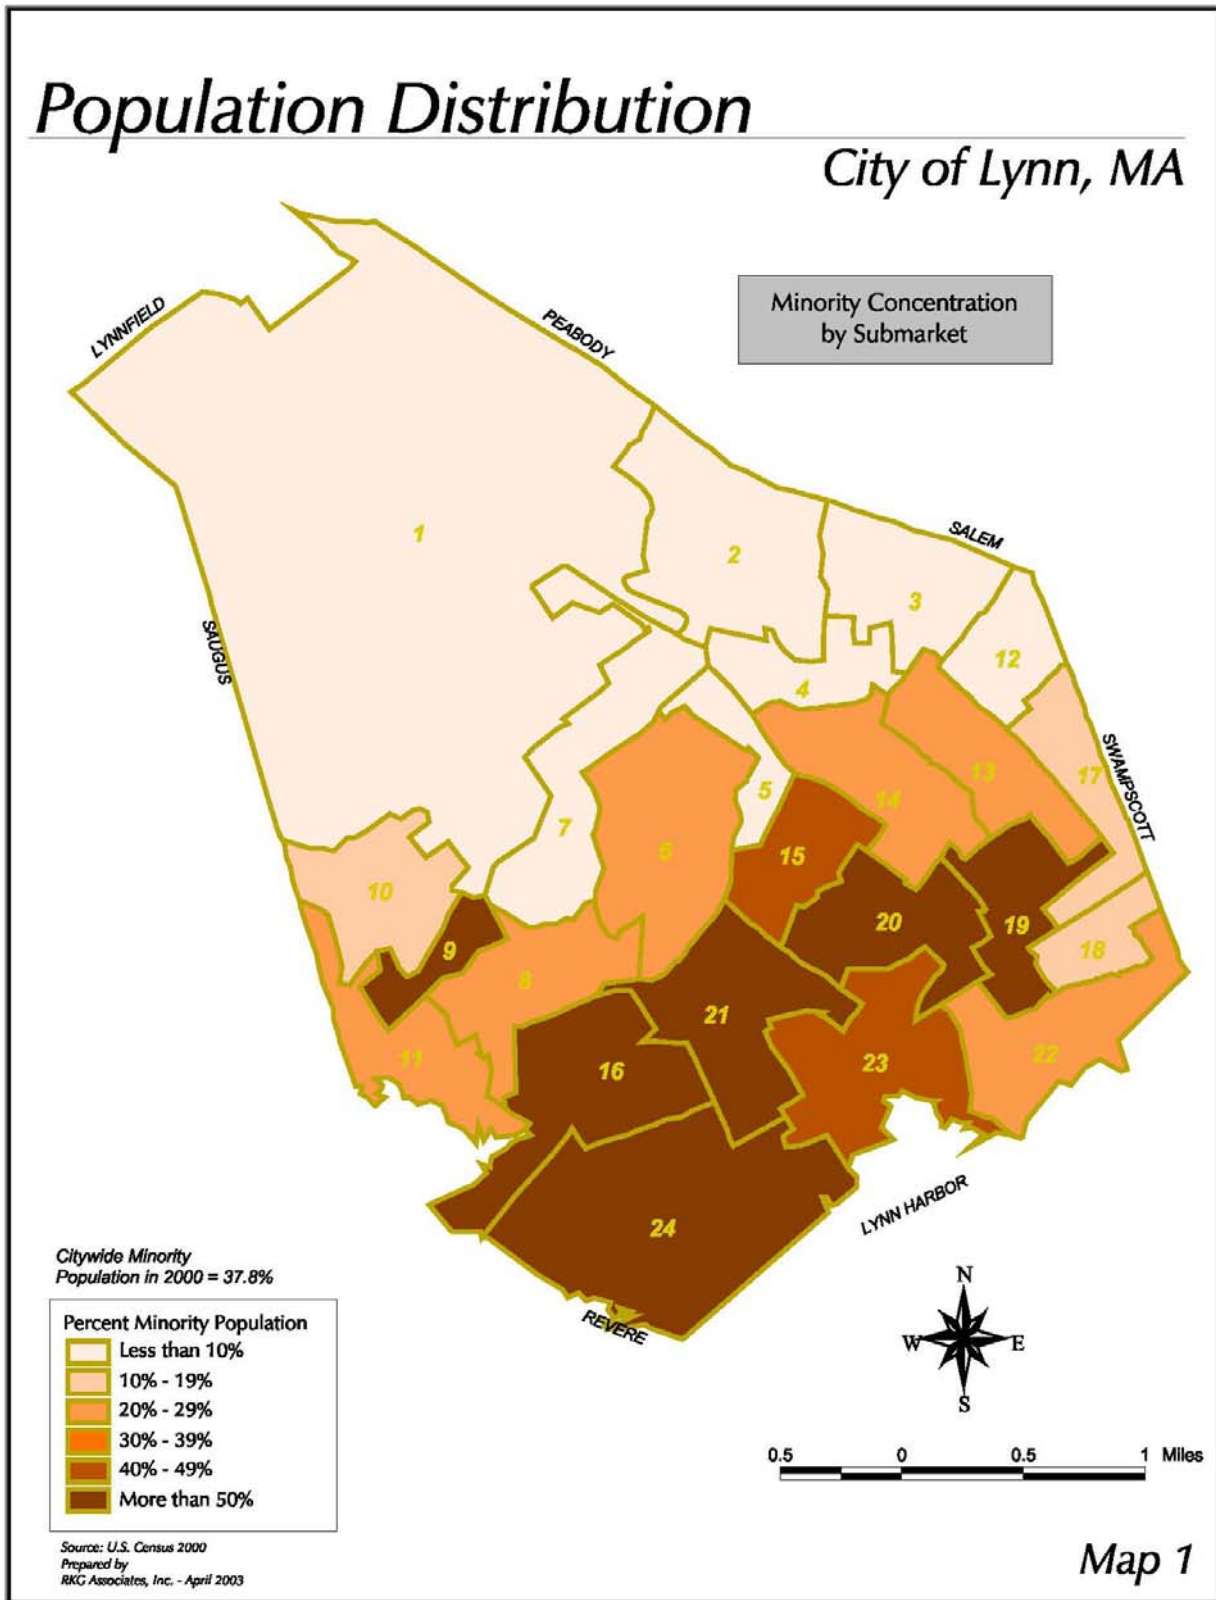 Population Distribution
City of Lynn, MA
Minority Concentration
by Submarket
LYNNFIELD
PEABODY
SALEM
SAUGUS
SWAMPSCOTT
1
2
3
12
4
17
13
5
14
7
6
15
10
20
19
9
18
8
21
22
11
16
23
24
LYNN HARBOR
REVERE
Citywide Minority
Population in 2000 = 37.8%
Percent Minority Population
Less than 10%
10% - 19%
20% - 29%
30% - 39%
40% - 49%
More than 50%
N
W E
S
0.5 0 0.5 1 Miles
Source: U.S. Census 2000
Prepared by
RKG Associates, Inc. - April 2003
Map 1